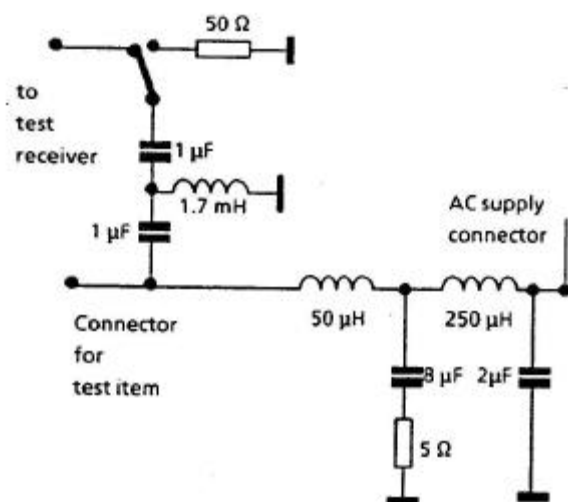 50 Ω
to
test
receiver
1 µF
1.7 mH
1 µF
AC supply
connector
Connector
for
test item
50 µH
250 µH
8 µF
2µF
5 Ω